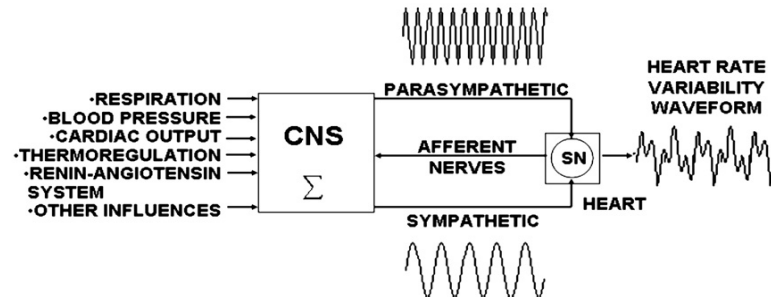 PARASYMPATHETIC
HEART RATE
VARIABILITY
WAVEFORM
•RESPIRATION
•BLOOD PRESSURE
•CARDIAC OUTPUT
•THERMOREGULATION
•RENIN-ANGIOTENSIN
SYSTEM
•OTHER INFLUENCES
CNS
Σ
AFFERENT
NERVES
SN
HEART
SYMPATHETIC